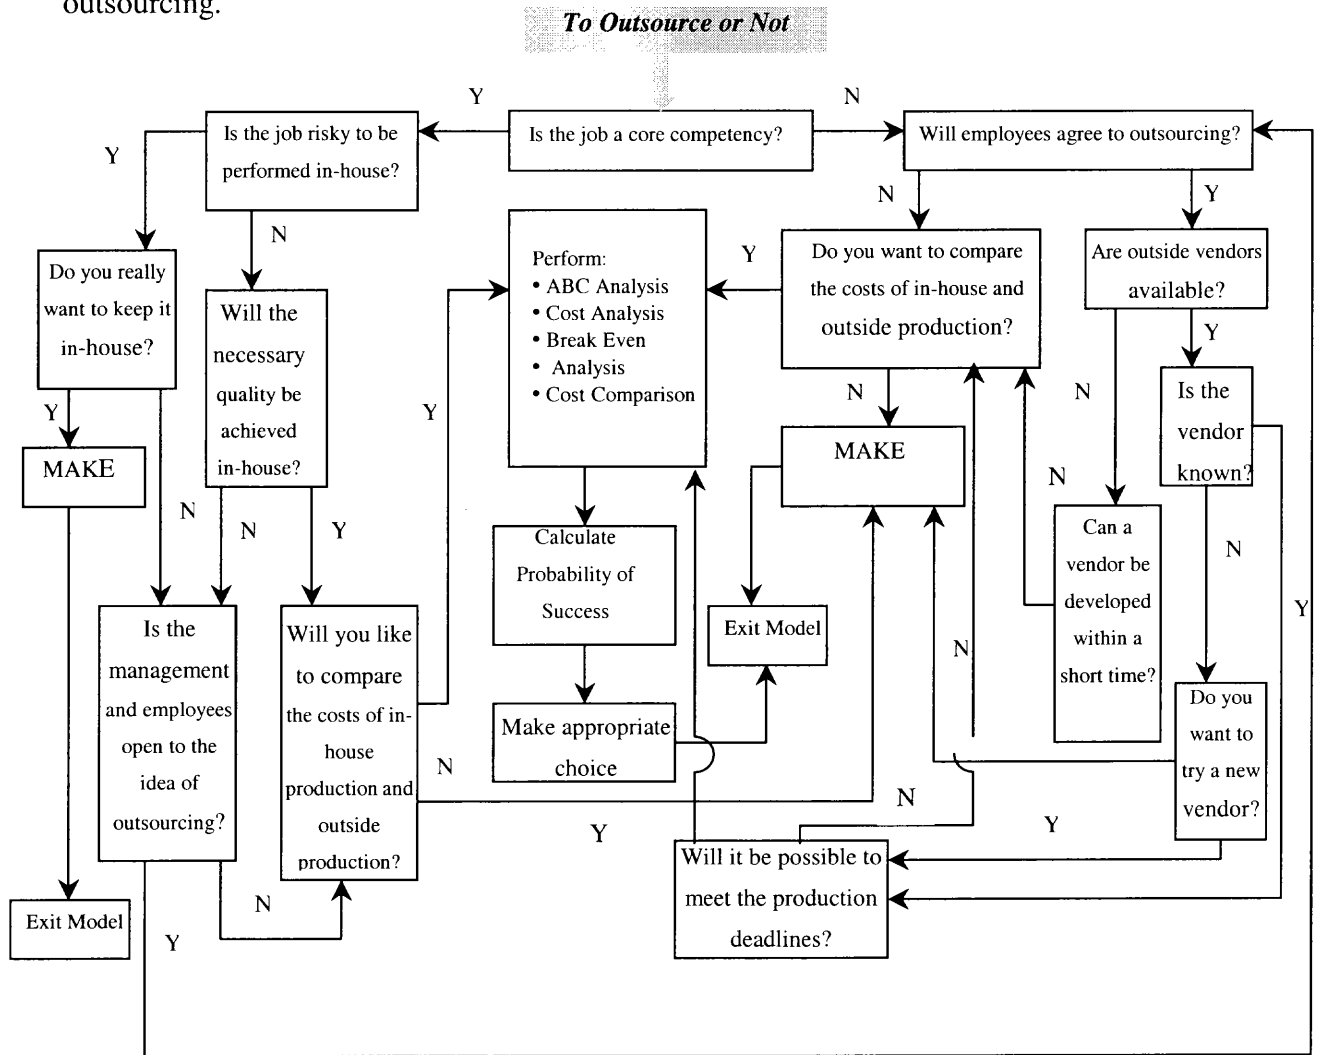 outsourcing.
To Outsource or Not
Y
N
Is the job risky to be
performed in-house?
Is the job a core competency?
Will employees agree to outsourcing?
Y
N
N
Y
Do you really
want to keep it
in-house?
Will the
necessary
quality be
achieved
in-house?
Perform:
• ABC Analysis
• Cost Analysis
• Break Even
• Analysis
• Cost Comparison
Y
Do you want to compare
the costs of in-house and
outside production?
Are outside vendors
available?
Y
N
Y
N
Y
N
Is the
vendor
known?
MAKE
MAKE
N
N
Y
N
N
Can a
vendor be
developed
within a
short time?
Calculate
Probability of
Success
Exit Model
Y
Is the
management
and employees
open to the
idea of
outsourcing?
Will you like
to compare
the costs of in-
house
production and
outside
production?
N
Make appropriate
choice
Do you
want to
try a new
vendor?
N
N
Y
Y
Will it be possible to
meet the production
deadlines?
Exit Model
N
Y